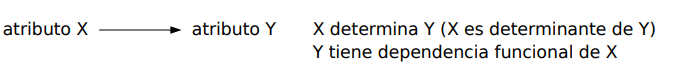 atributo X atributo Y X determina Y (X es determinante de Y)
Y tiene dependencia funcional de X